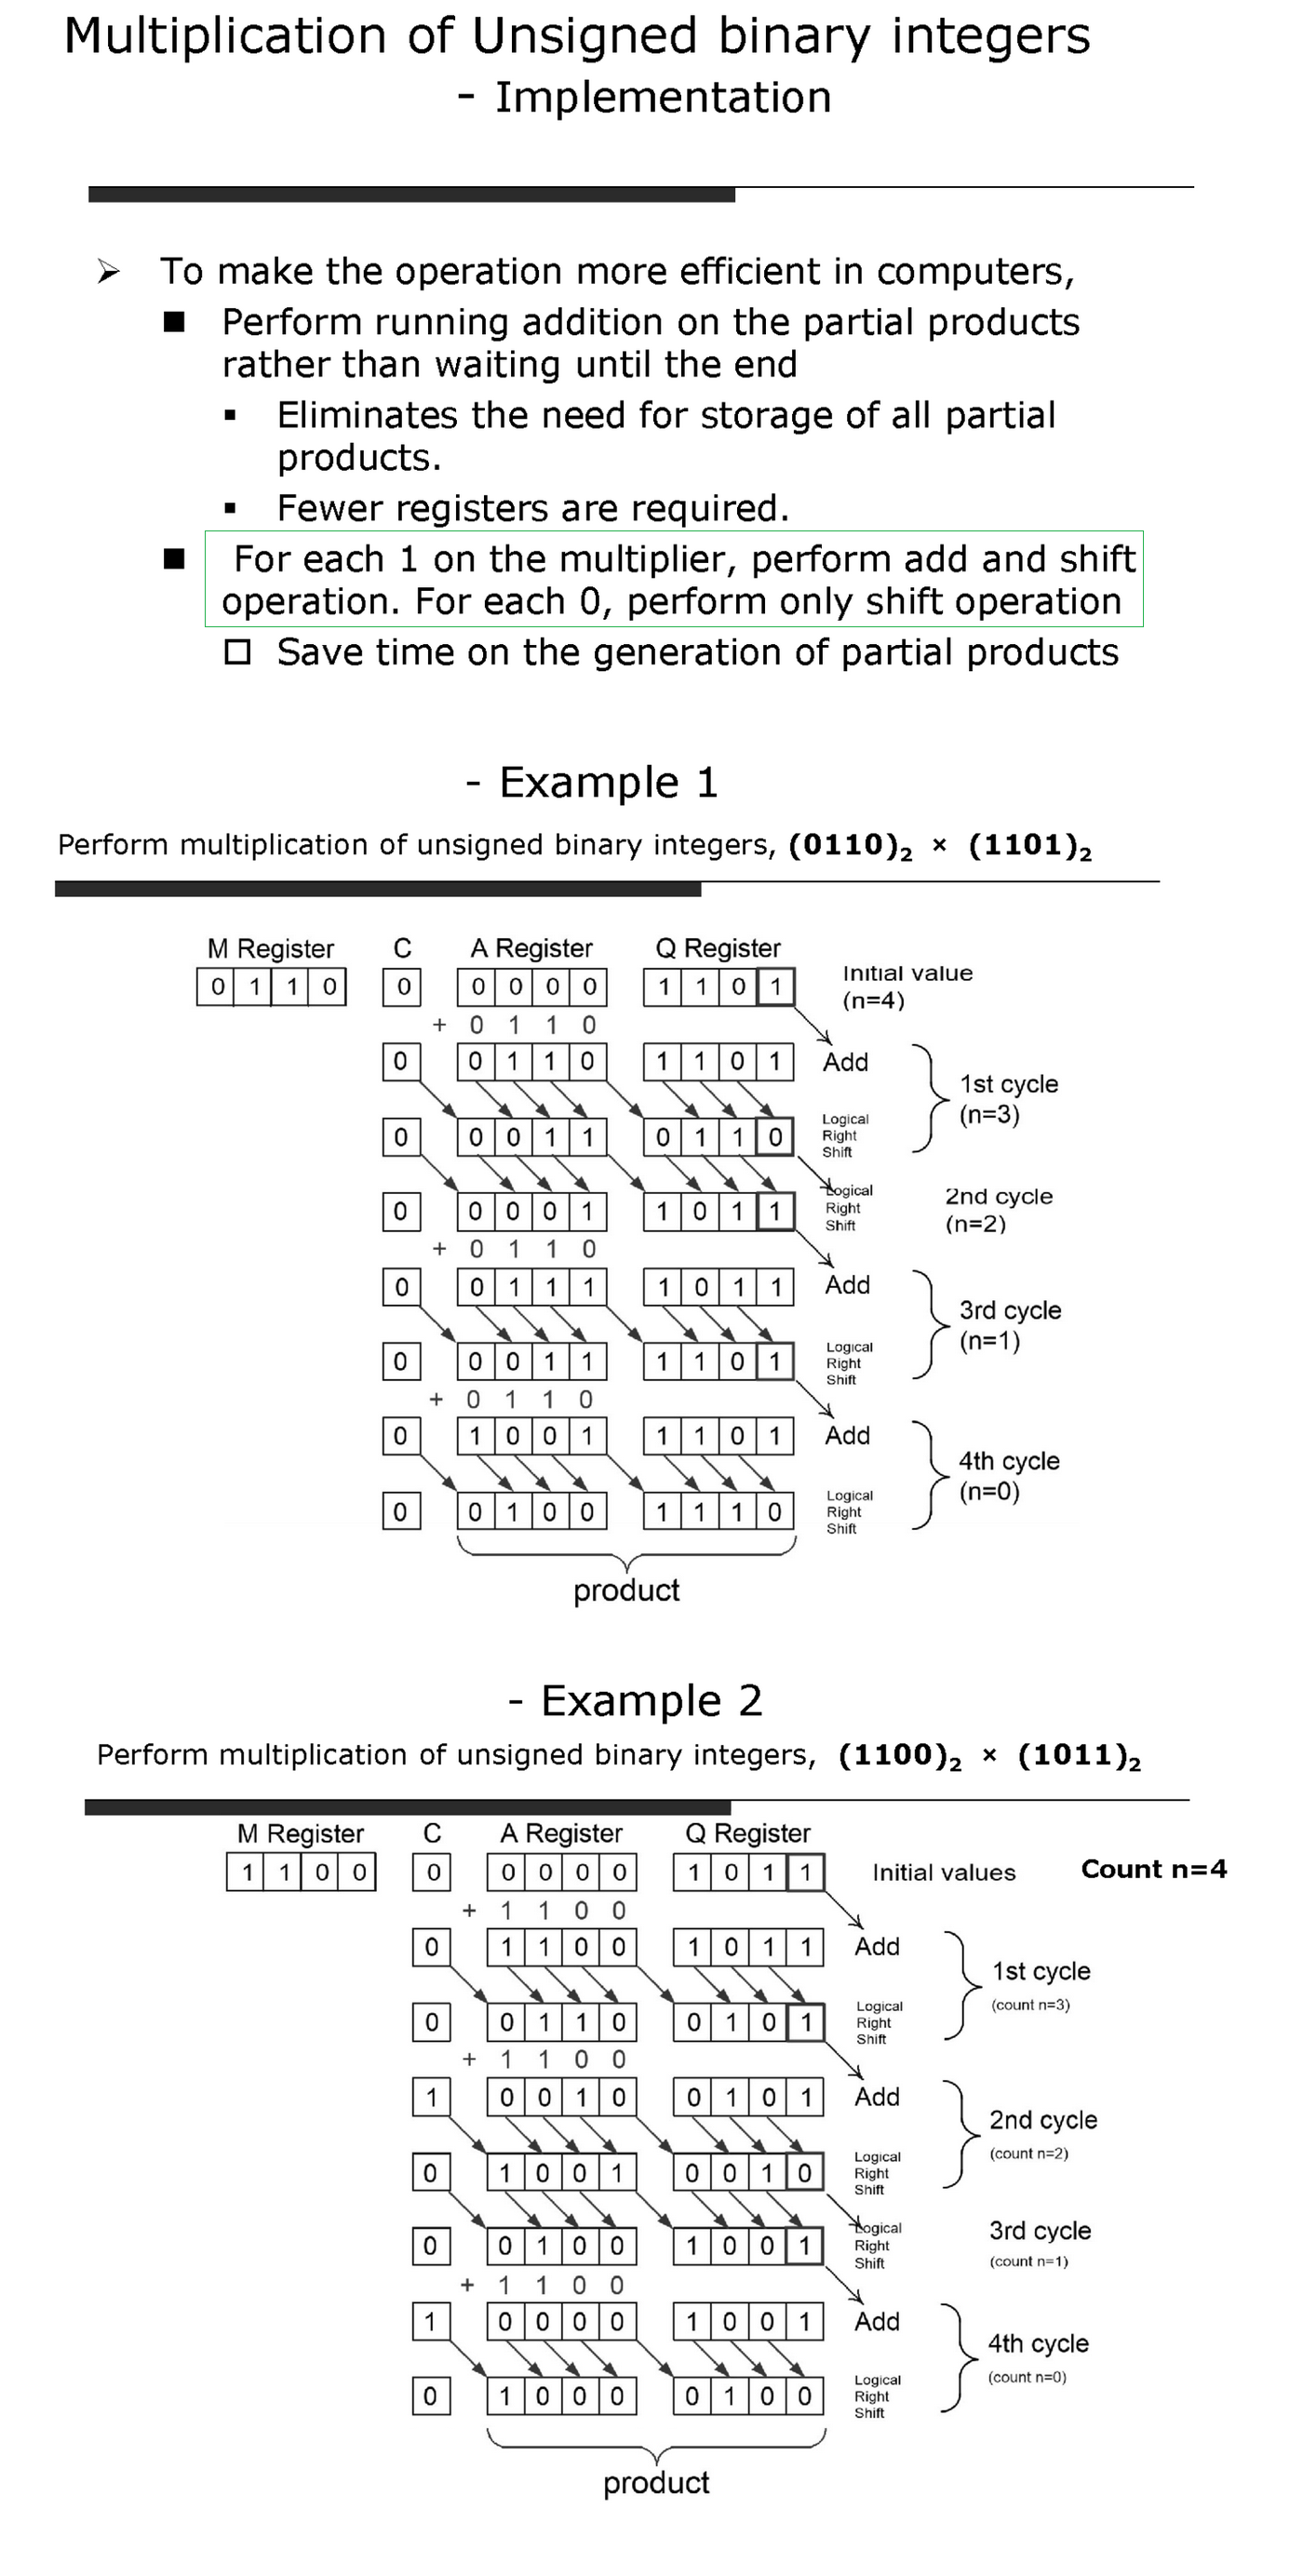 Multiplication of Unsigned binary integers
- Implementation
➢ To make the operation more efficient in computers,
■ Perform running addition on the partial products
rather than waiting until the end
▪ Eliminates the need for storage of all partial
products.
▪ Fewer registers are required.
■ For each 1 on the multiplier, perform add and shift
operation. For each 0, perform only shift operation
□ Save time on the generation of partial products
- Example 1
Perform multiplication of unsigned binary integers, (0110)₂ × (1101)₂
M Register C A Register Q Register
0 1 1 0 0 0 0 0 0 1 1 0 1 Initial value
(n=4)
+ 0 1 1 0
0 0 1 1 0 1 1 0 1 Add
1st cycle
(n=3)
0 0 0 1 1 0 1 1 0 Logical
Right
Shift
0 0 0 0 1 1 0 1 1 Logical
Right
Shift
2nd cycle
(n=2)
+ 0 1 1 0
0 0 1 1 1 1 0 1 1 Add
3rd cycle
(n=1)
0 0 0 1 1 1 1 0 1 Logical
Right
Shift
+ 0 1 1 0
0 1 0 0 1 1 1 0 1 Add
4th cycle
(n=0)
0 0 1 0 0 1 1 1 0 Logical
Right
Shift
product
- Example 2
Perform multiplication of unsigned binary integers, (1100)₂ × (1011)₂
M Register C A Register Q Register
1 1 0 0 0 0 0 0 0 1 0 1 1 Initial values Count n=4
+ 1 1 0 0
0 1 1 0 0 1 0 1 1 Add
1st cycle
(count n=3)
0 0 1 1 0 0 1 0 1 Logical
Right
Shift
+ 1 1 0 0
1 0 0 1 0 0 1 0 1 Add
2nd cycle
(count n=2)
0 1 0 0 1 0 0 1 0 Logical
Right
Shift
0 0 1 0 0 1 0 0 1 Logical
Right
Shift
3rd cycle
(count n=1)
+ 1 1 0 0
1 0 0 0 0 1 0 0 1 Add
4th cycle
(count n=0)
0 1 0 0 0 0 1 0 0 Logical
Right
Shift
product